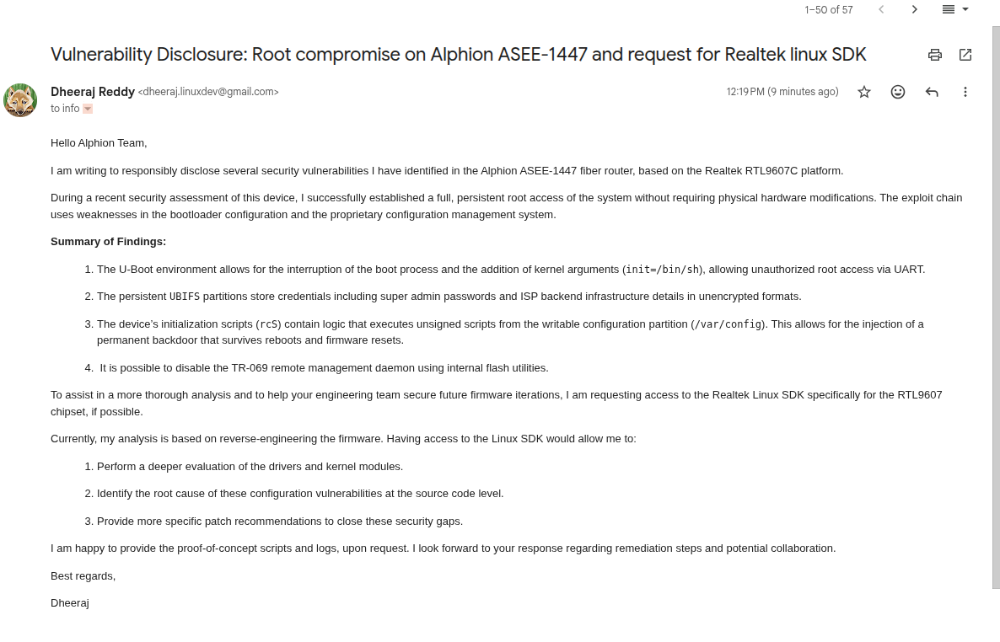 1–50 of 57
Vulnerability Disclosure: Root compromise on Alphion ASEE-1447 and request for Realtek linux SDK
Dheeraj Reddy <dheeraj.linuxdev@gmail.com>
12:19 PM (9 minutes ago)
to info
Hello Alphion Team,
I am writing to responsibly disclose several security vulnerabilities I have identified in the Alphion ASEE-1447 fiber router, based on the Realtek RTL9607C platform.
During a recent security assessment of this device, I successfully established a full, persistent root access of the system without requiring physical hardware modifications. The exploit chain
uses weaknesses in the bootloader configuration and the proprietary configuration management system.
Summary of Findings:
1. The U-Boot environment allows for the interruption of the boot process and the addition of kernel arguments (init=/bin/sh), allowing unauthorized root access via UART.
2. The persistent UBIFS partitions store credentials including super admin passwords and ISP backend infrastructure details in unencrypted formats.
3. The device's initialization scripts (rcS) contain logic that executes unsigned scripts from the writable configuration partition (/var/config). This allows for the injection of a
permanent backdoor that survives reboots and firmware resets.
4. It is possible to disable the TR-069 remote management daemon using internal flash utilities.
To assist in a more thorough analysis and to help your engineering team secure future firmware iterations, I am requesting access to the Realtek Linux SDK specifically for the RTL9607
chipset, if possible.
Currently, my analysis is based on reverse-engineering the firmware. Having access to the Linux SDK would allow me to:
1. Perform a deeper evaluation of the drivers and kernel modules.
2. Identify the root cause of these configuration vulnerabilities at the source code level.
3. Provide more specific patch recommendations to close these security gaps.
I am happy to provide the proof-of-concept scripts and logs, upon request. I look forward to your response regarding remediation steps and potential collaboration.
Best regards,
Dheeraj